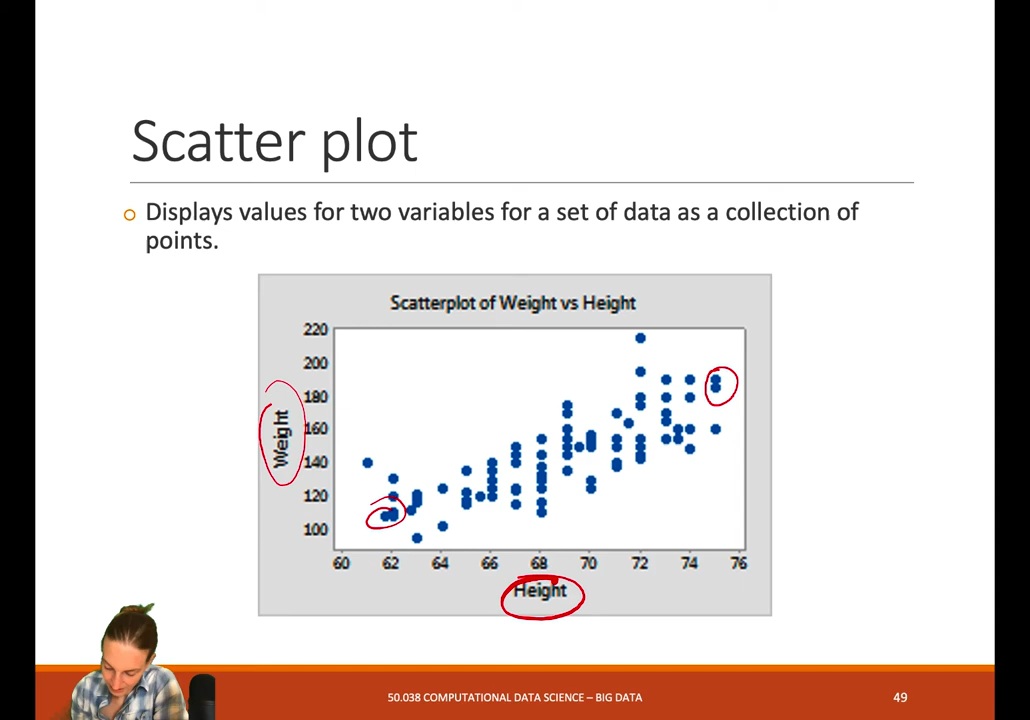 Scatter plot
Displays values for two variables for a set of data as a collection of
points.
Scatterplot of Weight vs Height
220
200
180
160
140
120
100
Weight
60 62 64 66 68 70 72 74 76
Height
50.038 COMPUTATIONAL DATA SCIENCE – BIG DATA
49